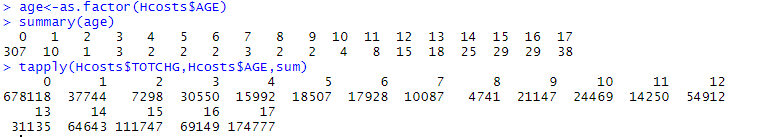 > age<-as.factor(Hcosts$AGE)
> summary(age)
0 1 2 3 4 5 6 7 8 9 10 11 12 13 14 15 16 17
307 10 1 3 2 2 2 3 2 2 4 8 15 18 25 29 29 38
> tapply(Hcosts$TOTCHG,Hcosts$AGE,sum)
0 1 2 3 4 5 6 7 8 9 10 11 12
678118 37744 7298 30550 15992 18507 17928 10087 4741 21147 24469 14250 54912
13 14 15 16 17
31135 64643 111747 69149 174777